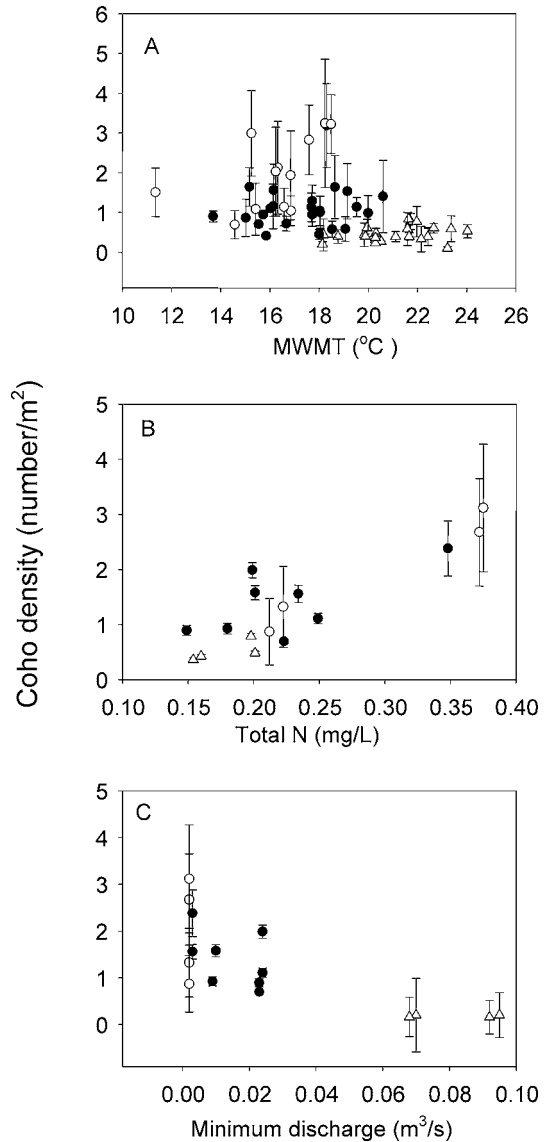 A
6
5
4
3
2
1
0
10 12 14 16 18 20 22 24 26
MWMT (°C )
Coho density (number/m²)
B
5
4
3
2
1
0
0.10 0.15 0.20 0.25 0.30 0.35 0.40
Total N (mg/L)
C
5
4
3
2
1
0
0.00 0.02 0.04 0.06 0.08 0.10
Minimum discharge (m³/s)